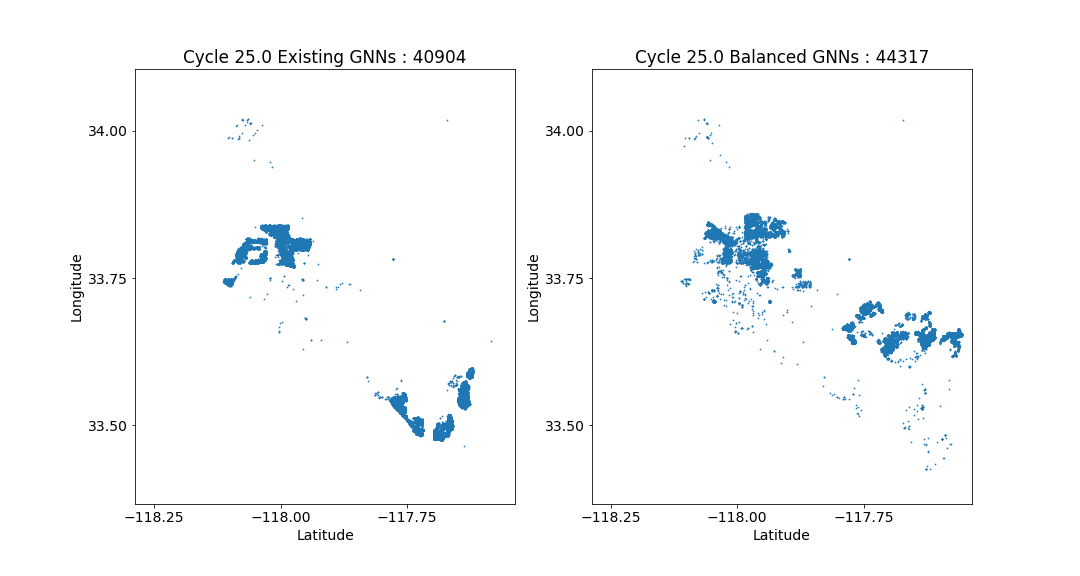 Cycle 25.0 Existing GNNs : 40904
34.00
33.75
33.50
Longitude
−118.25
−118.00
−117.75
Latitude
Cycle 25.0 Balanced GNNs : 44317
34.00
33.75
33.50
Longitude
−118.25
−118.00
−117.75
Latitude